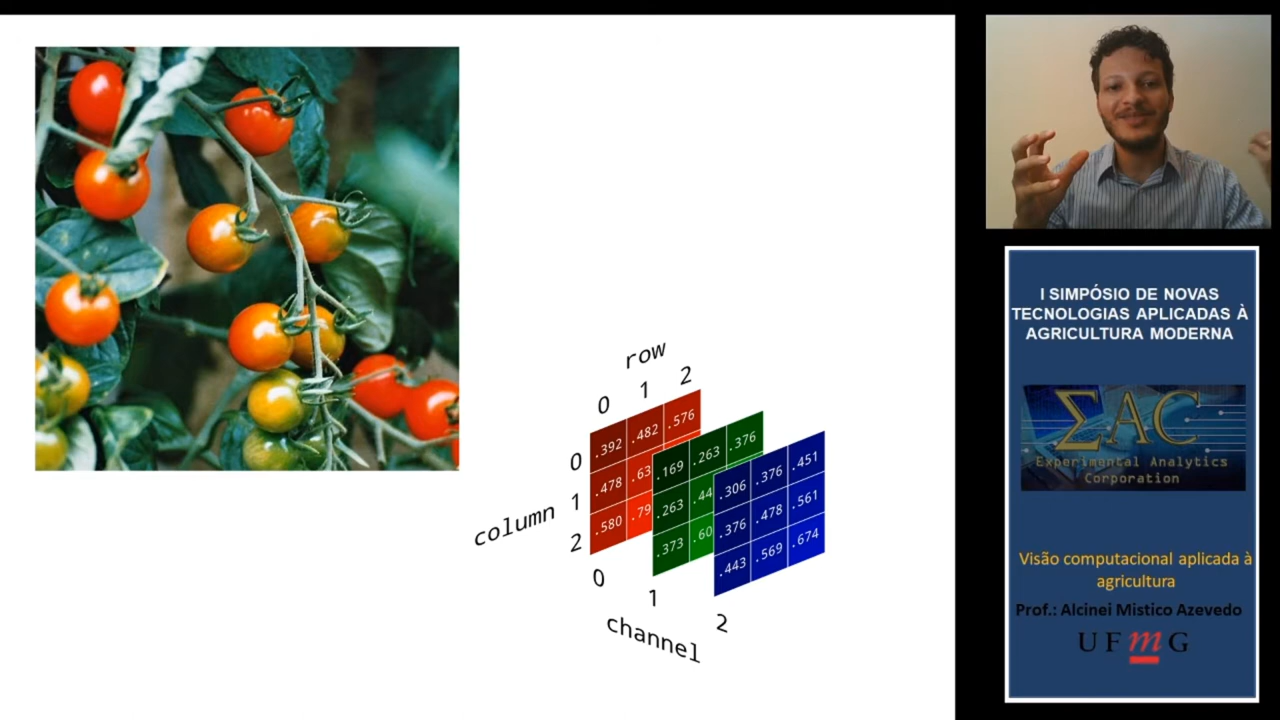 row
0 1 2
.392 .482 .576
.478 .63
.580 .79
0
1
2
column
0
.169 .263 .376
.263 .44
.373 .60
1
.306 .376 .451
.376 .478 .561
.443 .569 .674
2
channel
I SIMPÓSIO DE NOVAS
TECNOLOGIAS APLICADAS À
AGRICULTURA MODERNA
ΣAC
Experimental Analytics
Corporation
Visão computacional aplicada à
agricultura
Prof.: Alcinei Mistico Azevedo
UFmG